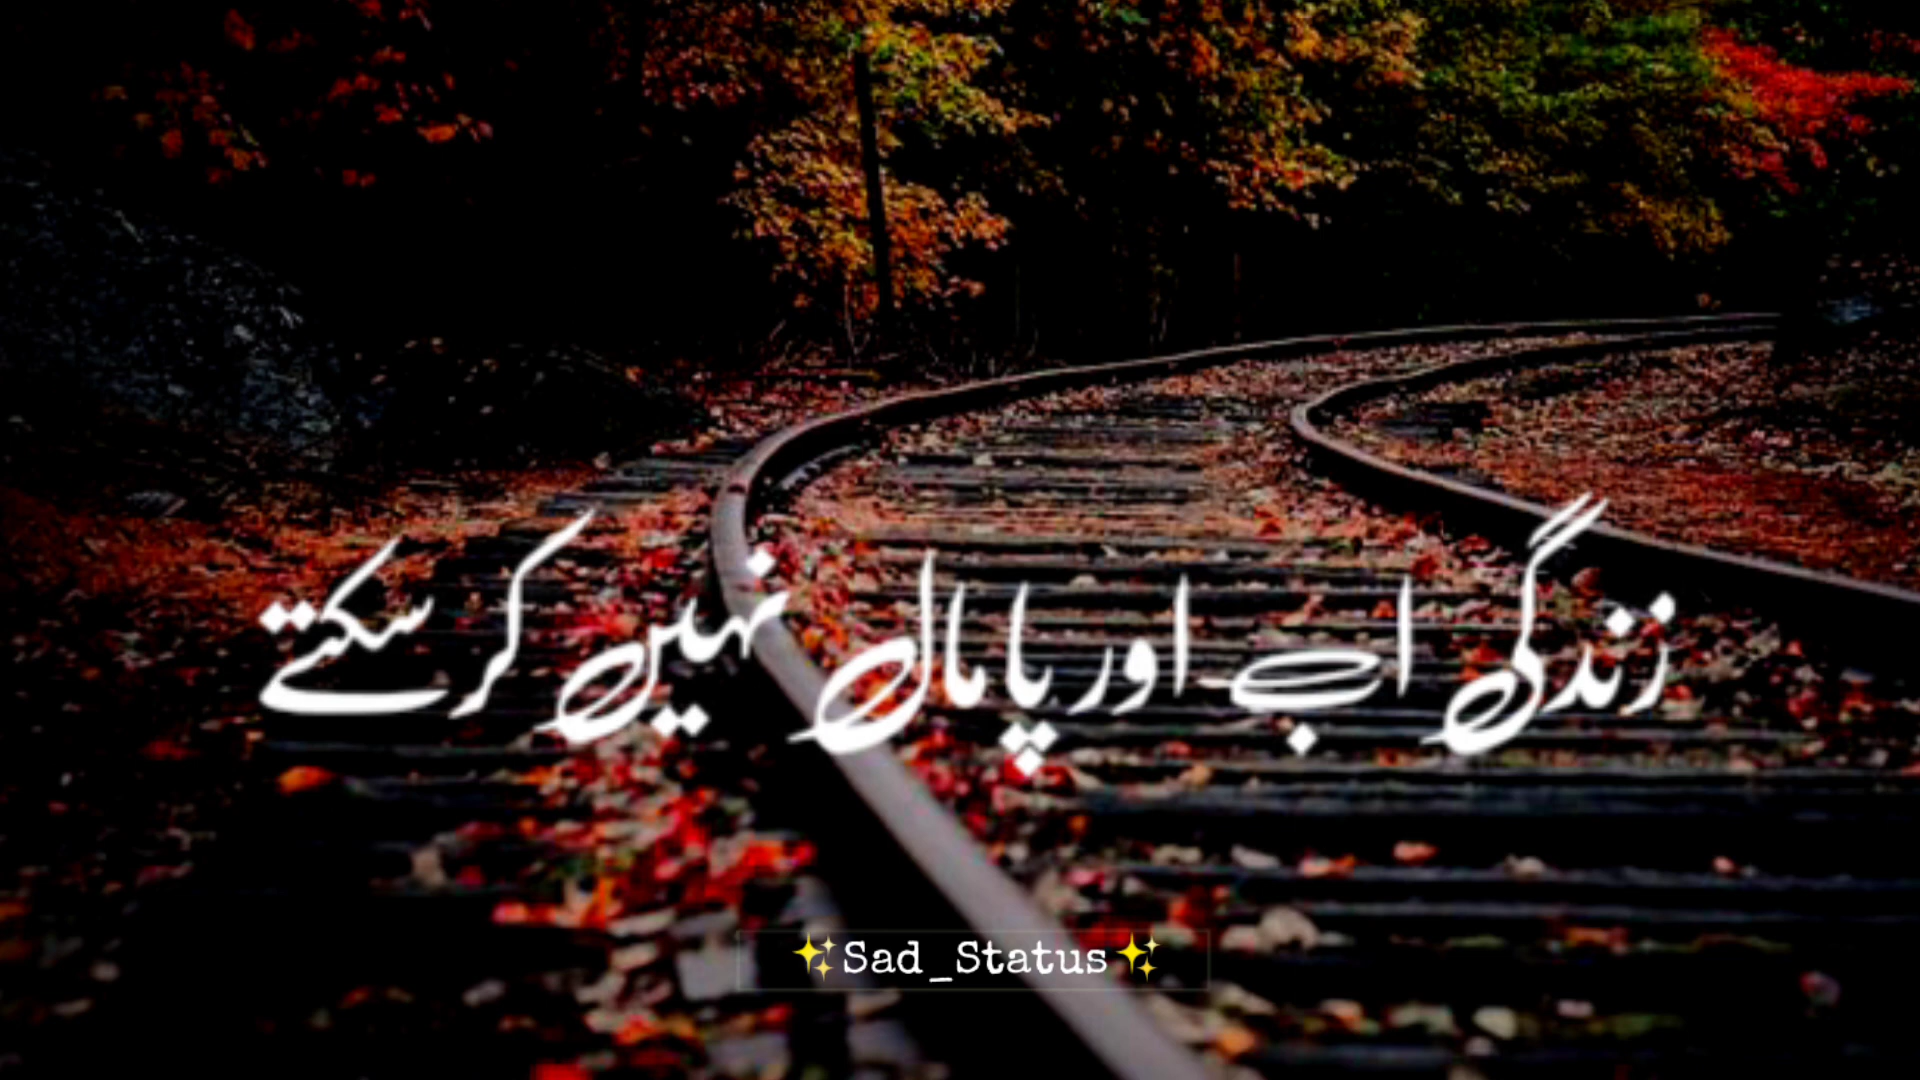 زندگی اب اور پامال نہیں کر سکتے
✨Sad_Status✨